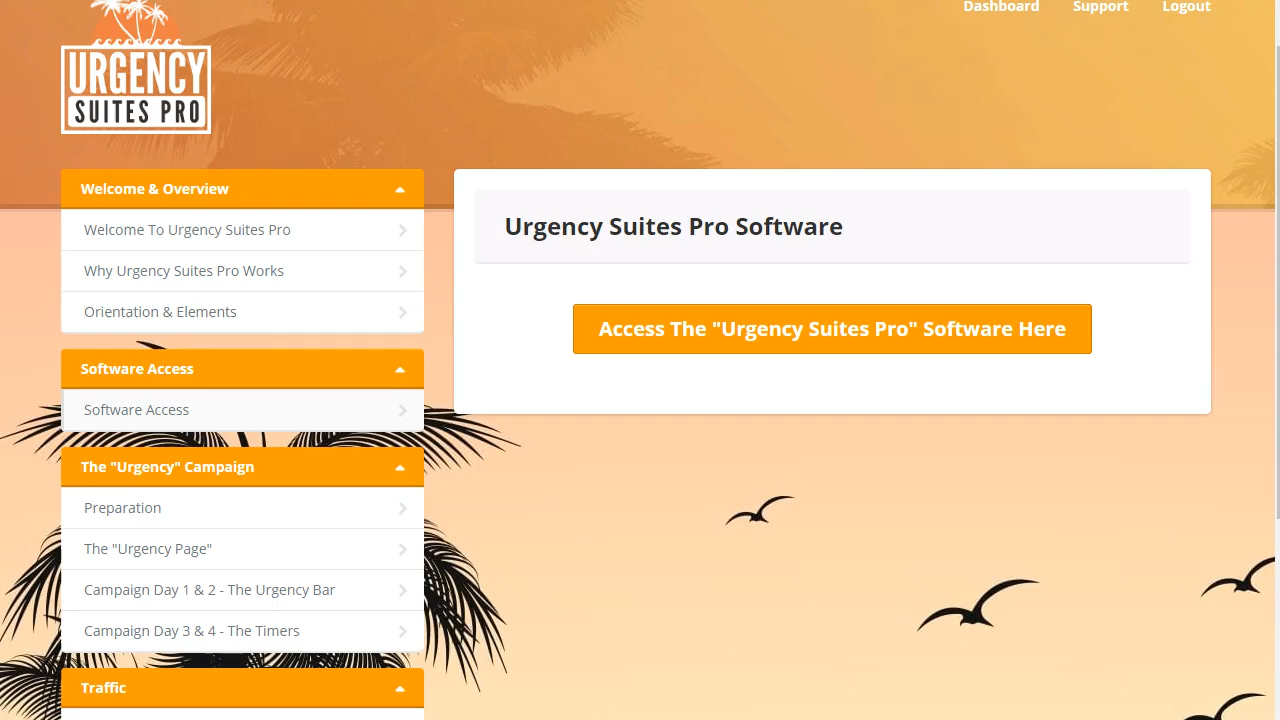 Dashboard Support Logout
URGENCY
SUITES PRO
Welcome & Overview
Welcome To Urgency Suites Pro
Why Urgency Suites Pro Works
Orientation & Elements
Software Access
Software Access
The "Urgency" Campaign
Preparation
The "Urgency Page"
Campaign Day 1 & 2 - The Urgency Bar
Campaign Day 3 & 4 - The Timers
Traffic
Urgency Suites Pro Software
Access The "Urgency Suites Pro" Software Here